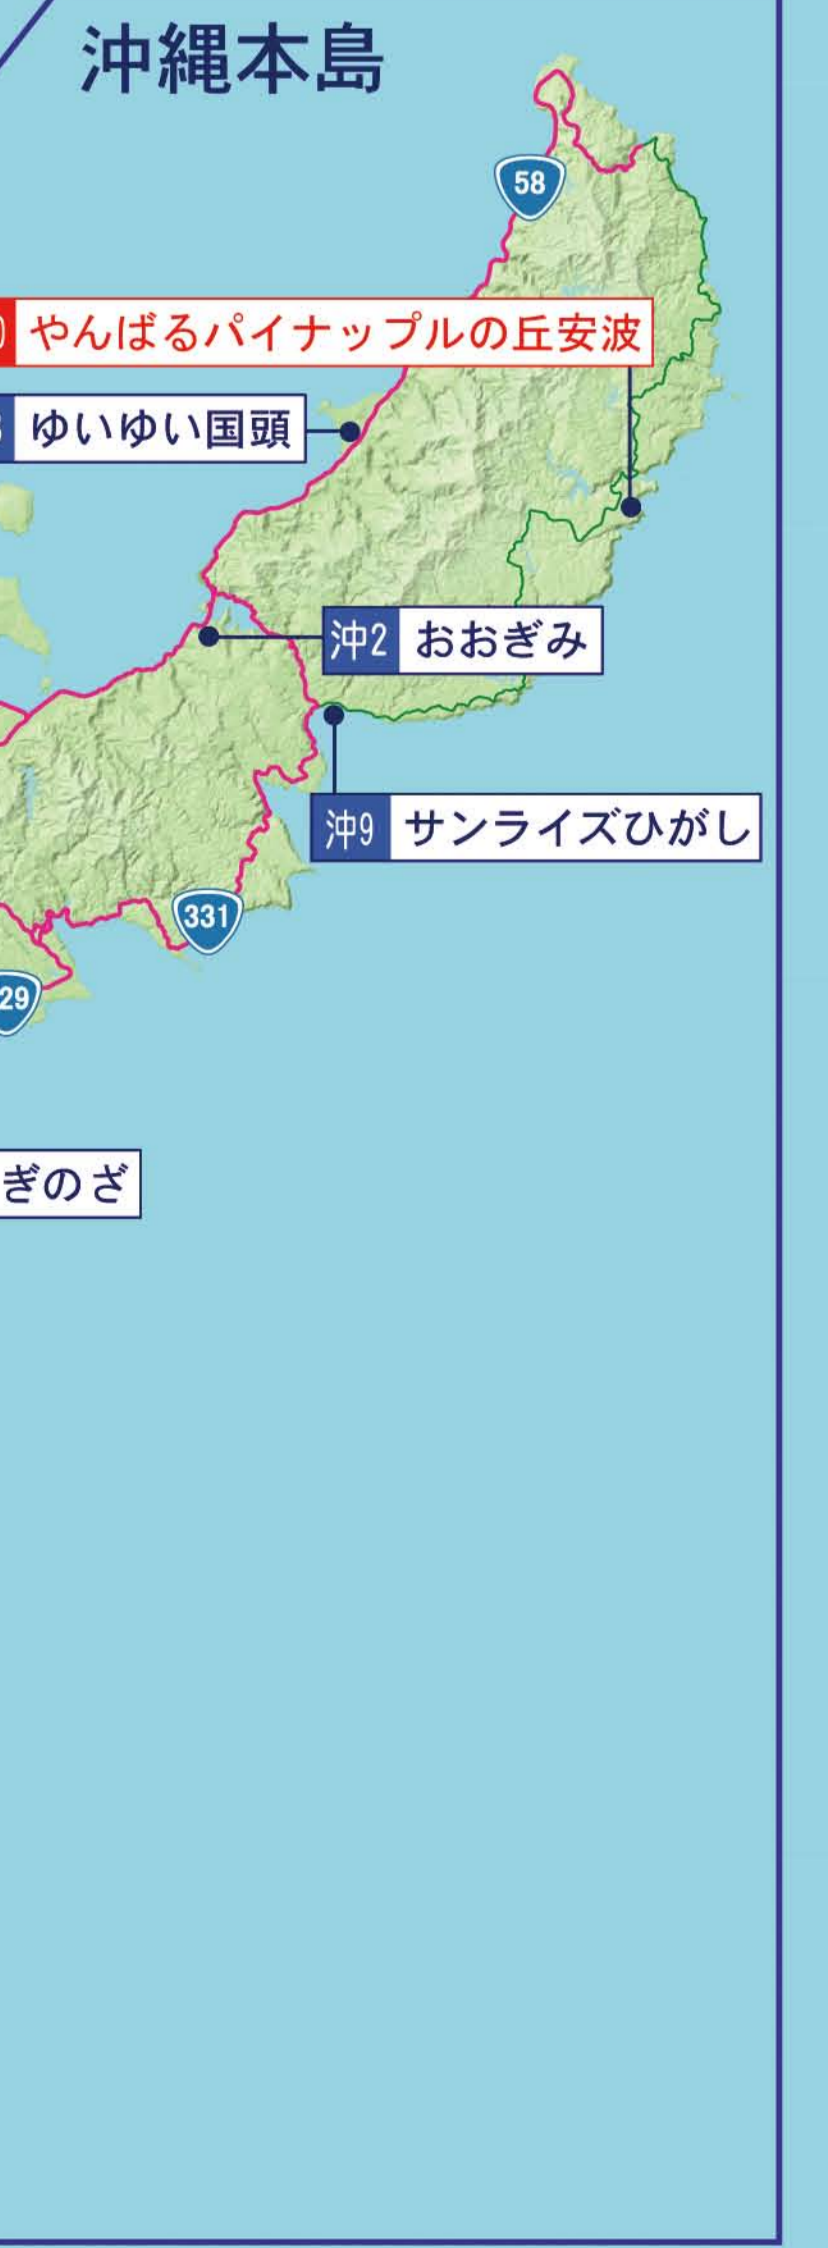 沖縄本島
58
やんばるパイナップルの丘安波
ゆいゆい国頭
沖2 おおぎみ
沖9 サンライズひがし
331
29
ぎのざ